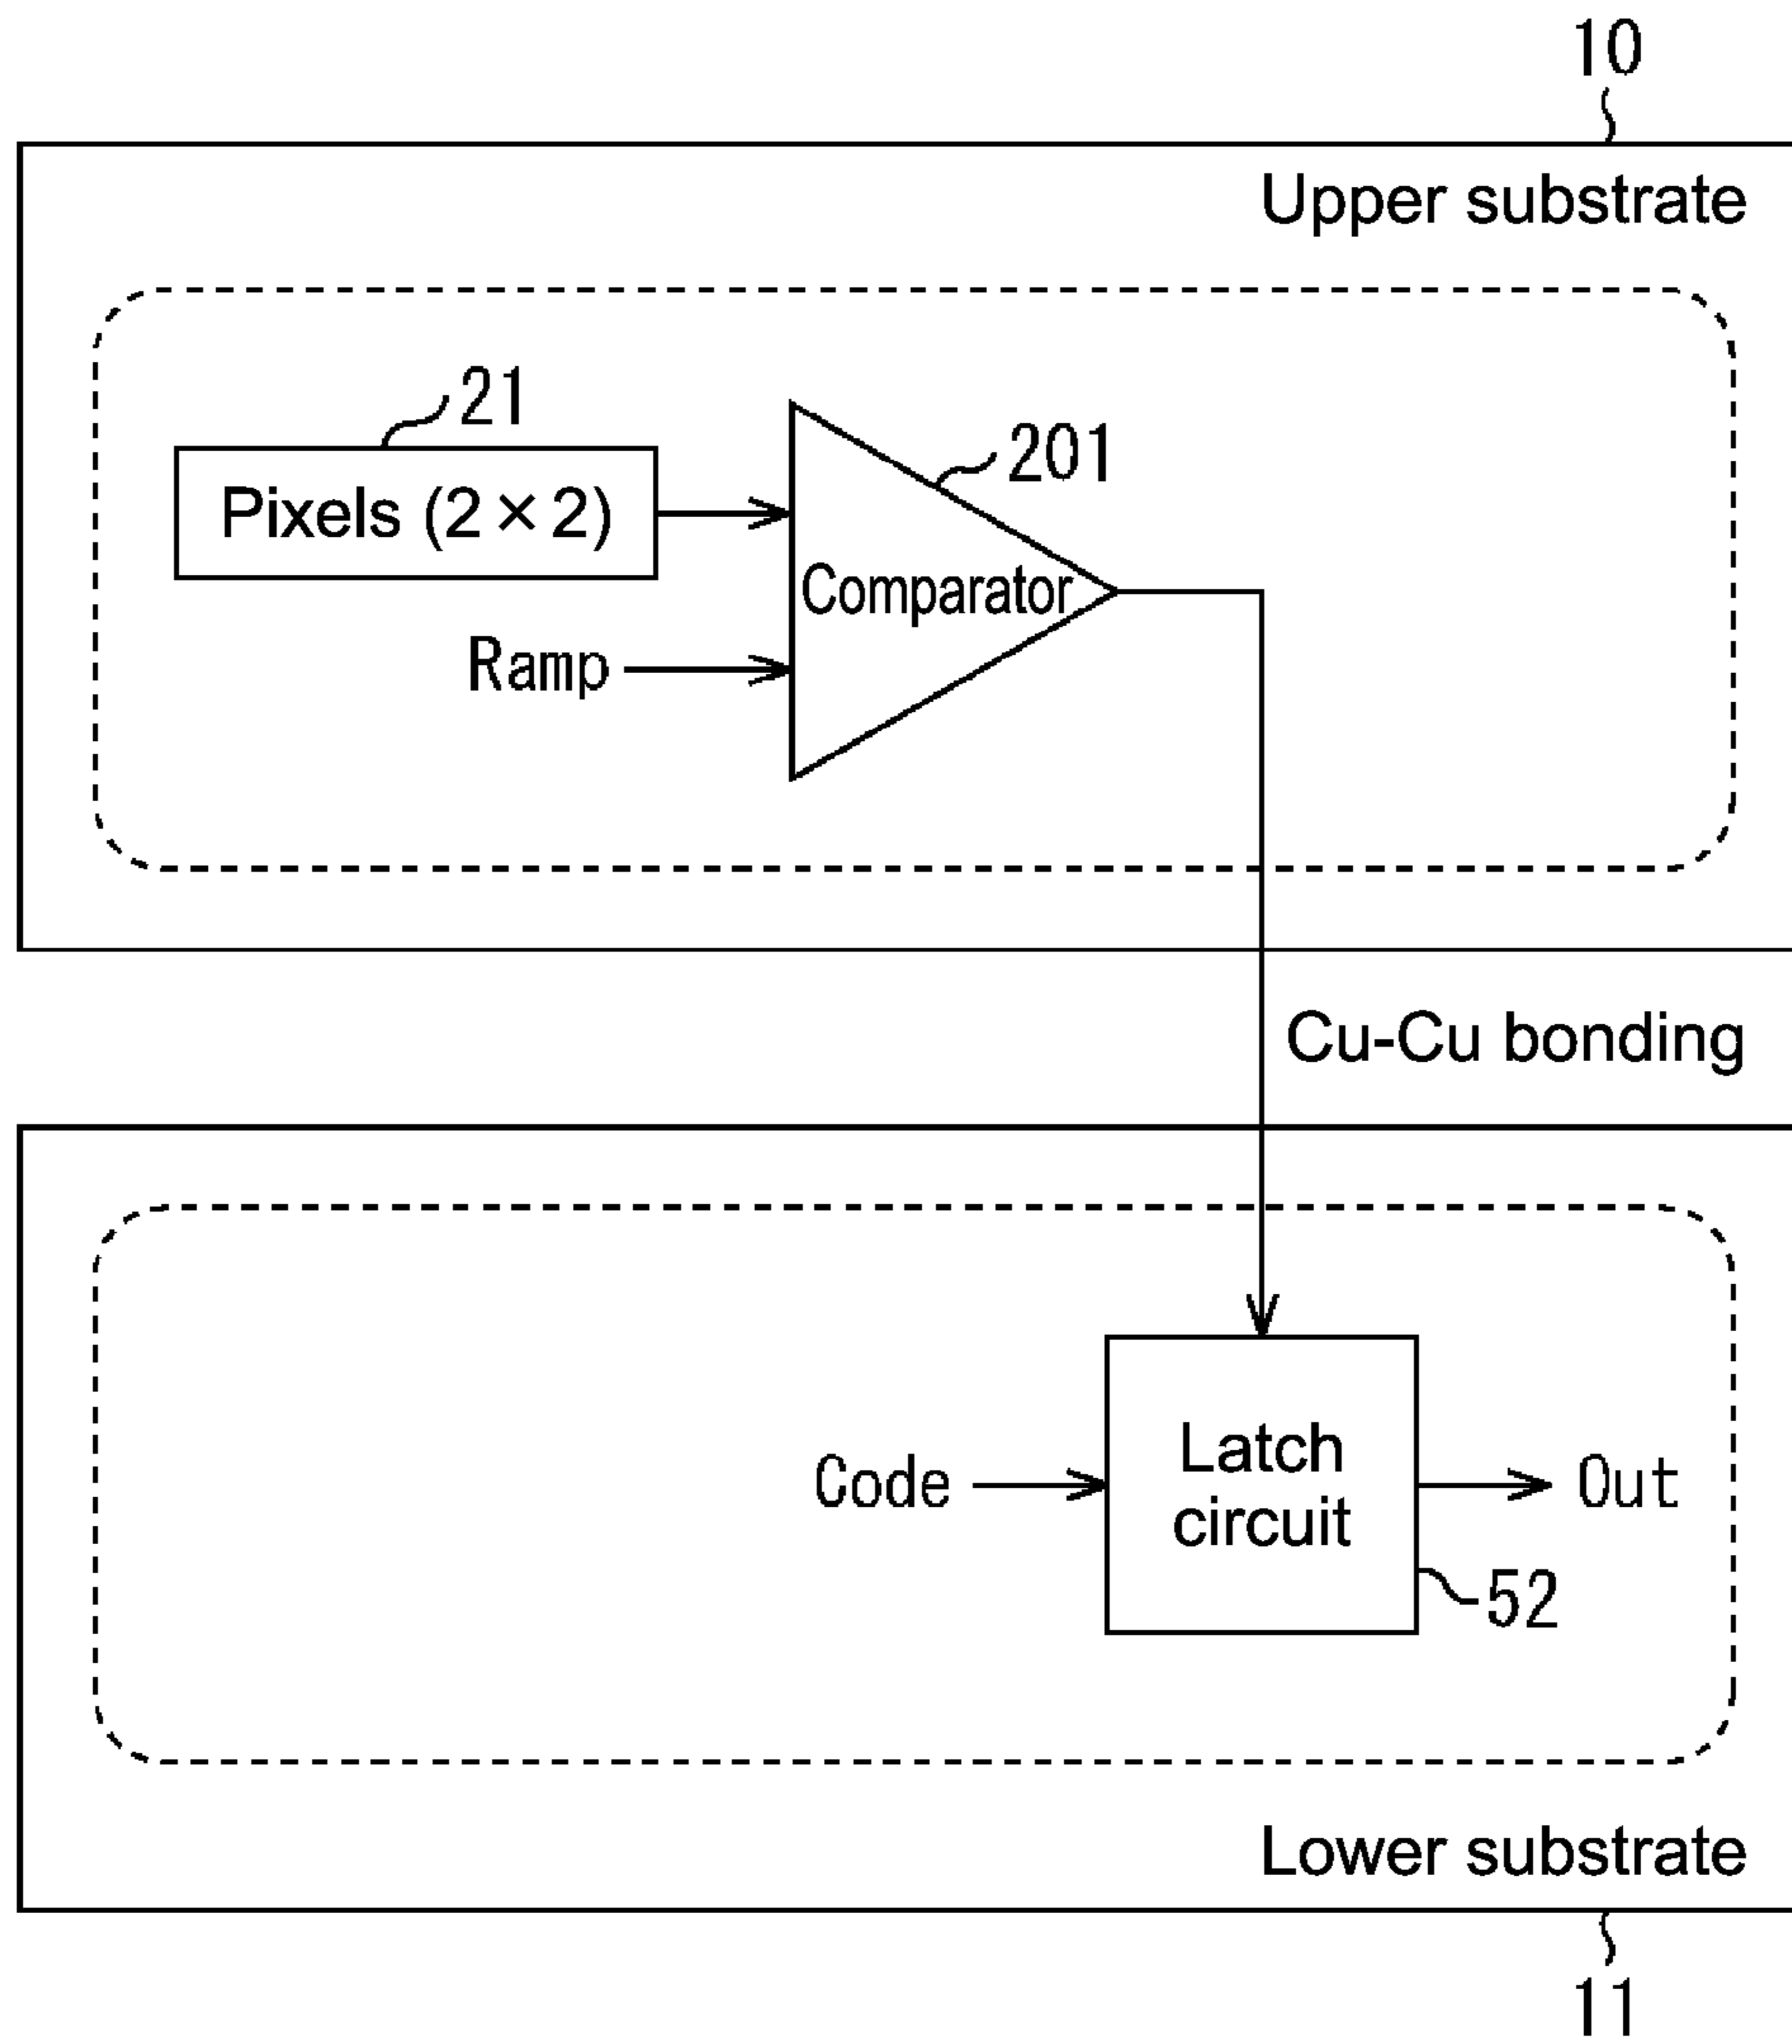 10
Upper substrate
21
201
Pixels (2 × 2)
Comparator
Ramp
Cu-Cu bonding
Latch
circuit
Code
Out
52
Lower substrate
11